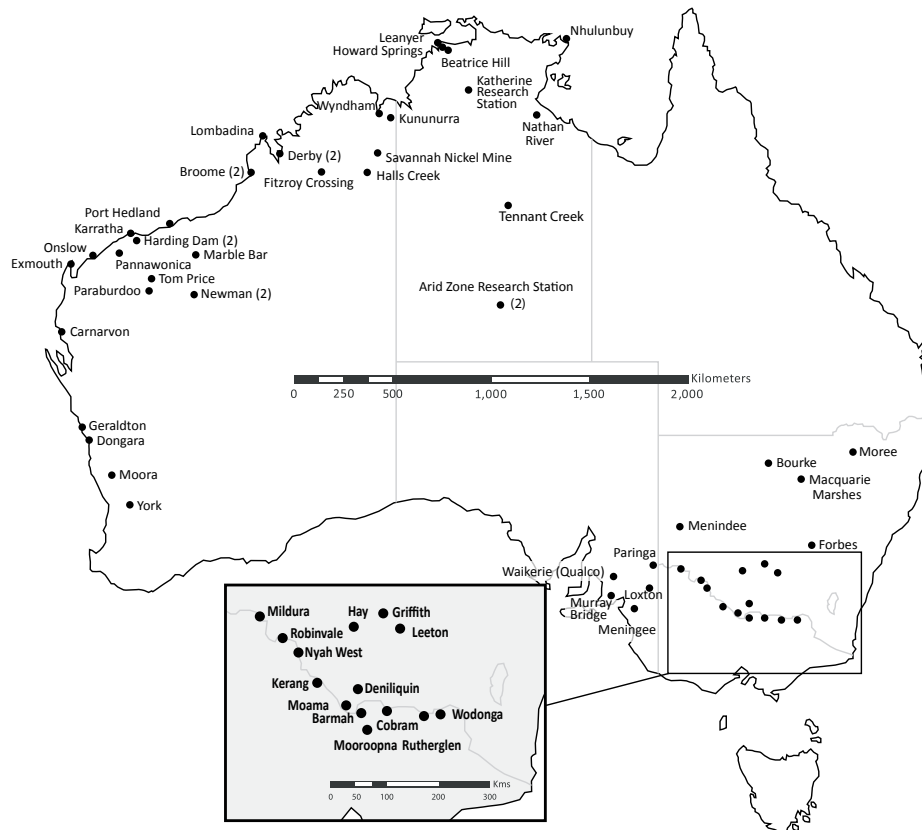 Nhulunbuy
Leanyer
Howard Springs
Beatrice Hill
Katherine
Research
Station
Wyndham
Kununurra
Nathan
River
Lombadina
Derby (2)
Savannah Nickel Mine
Broome (2)
Fitzroy Crossing
Halls Creek
Tennant Creek
Port Hedland
Karratha
Harding Dam (2)
Onslow
Marble Bar
Exmouth
Pannawonica
Tom Price
Paraburdoo
Newman (2)
Arid Zone Research Station
(2)
Carnarvon
Kilometers
0 250 500 1,000 1,500 2,000
Geraldton
Dongara
Moora
York
Moree
Bourke
Macquarie
Marshes
Menindee
Forbes
Paringa
Waikerie (Qualco)
Loxton
Murray
Bridge
Meningee
Mildura
Hay
Griffith
Robinvale
Leeton
Nyah West
Kerang
Deniliquin
Moama
Barmah
Cobram
Wodonga
Mooroopna
Rutherglen
Kms
0 50 100 200 300